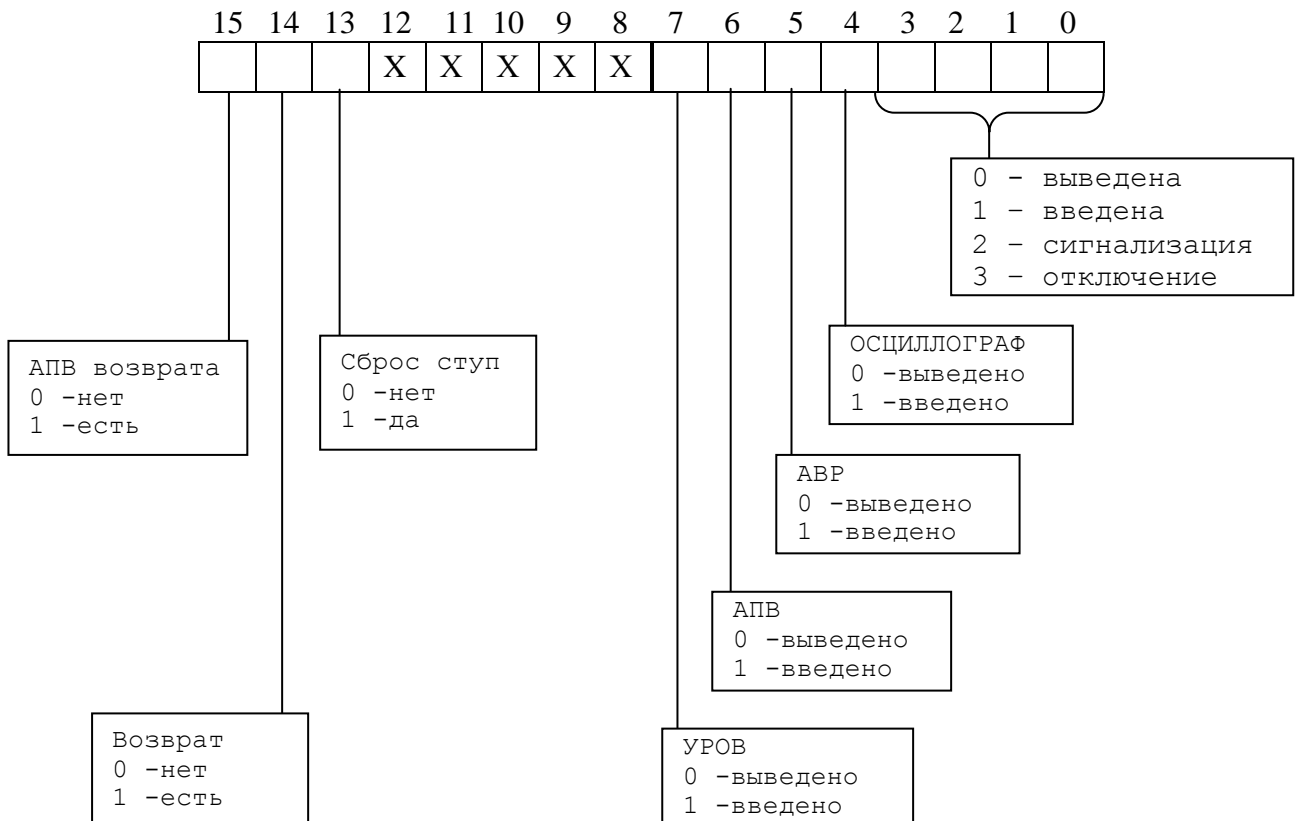 15 14 13 12 11 10 9 8 7 6 5 4 3 2 1 0
X X X X X
0 - выведена
1 - введена
2 - сигнализация
3 - отключение
АПВ возврата
0 -нет
1 -есть
Сброс ступ
0 -нет
1 -да
ОСЦИЛЛОГРАФ
0 -выведено
1 -введено
АВР
0 -выведено
1 -введено
АПВ
0 -выведено
1 -введено
Возврат
0 -нет
1 -есть
УРОВ
0 -выведено
1 -введено